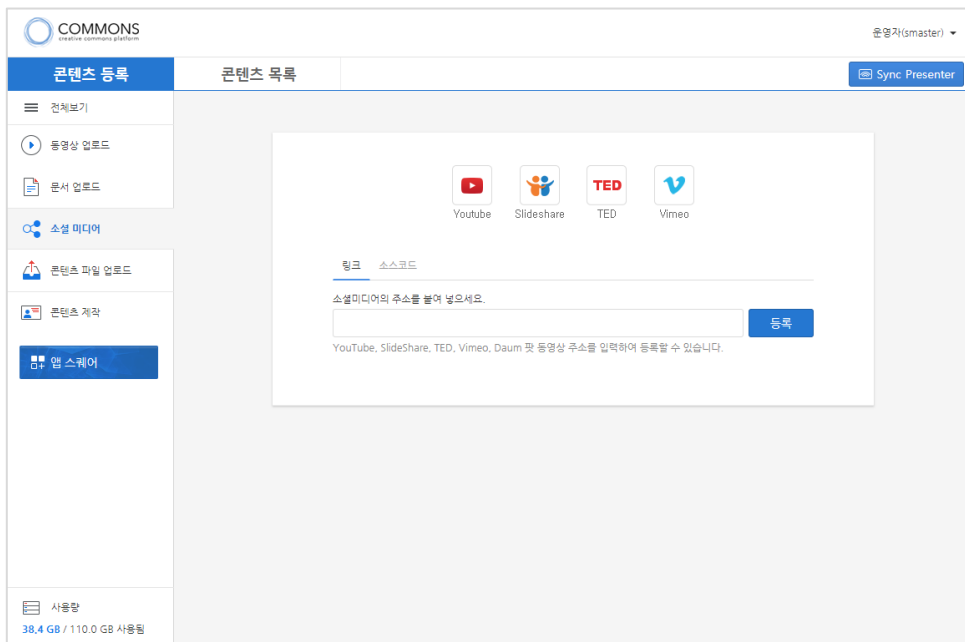 COMMONS
creative commons platform
운영자(smaster)
콘텐츠 등록
콘텐츠 목록
Sync Presenter
전체보기
동영상 업로드
문서 업로드
소셜 미디어
콘텐츠 파일 업로드
콘텐츠 제작
앱 스퀘어
TED
Youtube Slideshare TED Vimeo
링크 소스코드
소셜미디어의 주소를 붙여 넣으세요.
등록
YouTube, SlideShare, TED, Vimeo, Daum 팟 동영상 주소를 입력하여 등록할 수 있습니다.
사용량
38.4 GB / 110.0 GB 사용됨